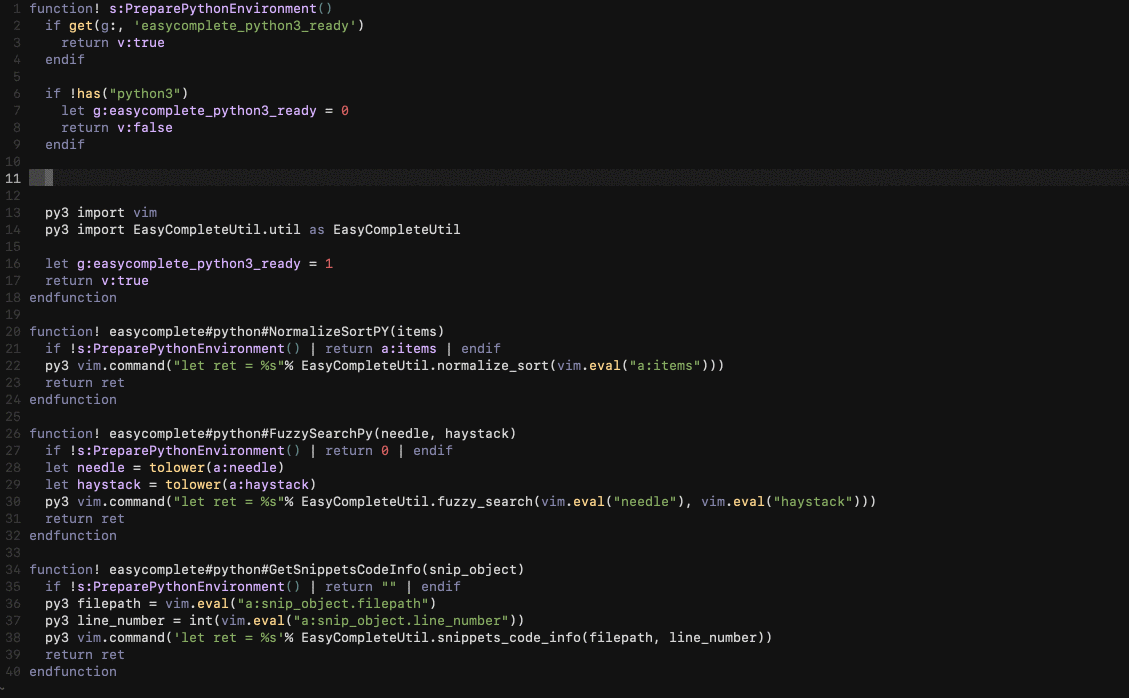 1 function! s:PreparePythonEnvironment()
2   if get(g:, 'easycomplete_python3_ready')
3     return v:true
4   endif
5
6   if !has("python3")
7     let g:easycomplete_python3_ready = 0
8     return v:false
9   endif
10
11
12
13   py3 import vim
14   py3 import EasyCompleteUtil.util as EasyCompleteUtil
15
16   let g:easycomplete_python3_ready = 1
17   return v:true
18 endfunction
19
20 function! easycomplete#python#NormalizeSortPY(items)
21   if !s:PreparePythonEnvironment() | return a:items | endif
22   py3 vim.command("let ret = %s"% EasyCompleteUtil.normalize_sort(vim.eval("a:items")))
23   return ret
24 endfunction
25
26 function! easycomplete#python#FuzzySearchPy(needle, haystack)
27   if !s:PreparePythonEnvironment() | return 0 | endif
28   let needle = tolower(a:needle)
29   let haystack = tolower(a:haystack)
30   py3 vim.command("let ret = %s"% EasyCompleteUtil.fuzzy_search(vim.eval("needle"), vim.eval("haystack")))
31   return ret
32 endfunction
33
34 function! easycomplete#python#GetSnippetsCodeInfo(snip_object)
35   if !s:PreparePythonEnvironment() | return "" | endif
36   py3 filepath = vim.eval("a:snip_object.filepath")
37   py3 line_number = int(vim.eval("a:snip_object.line_number"))
38   py3 vim.command('let ret = %s'% EasyCompleteUtil.snippets_code_info(filepath, line_number))
39   return ret
40 endfunction